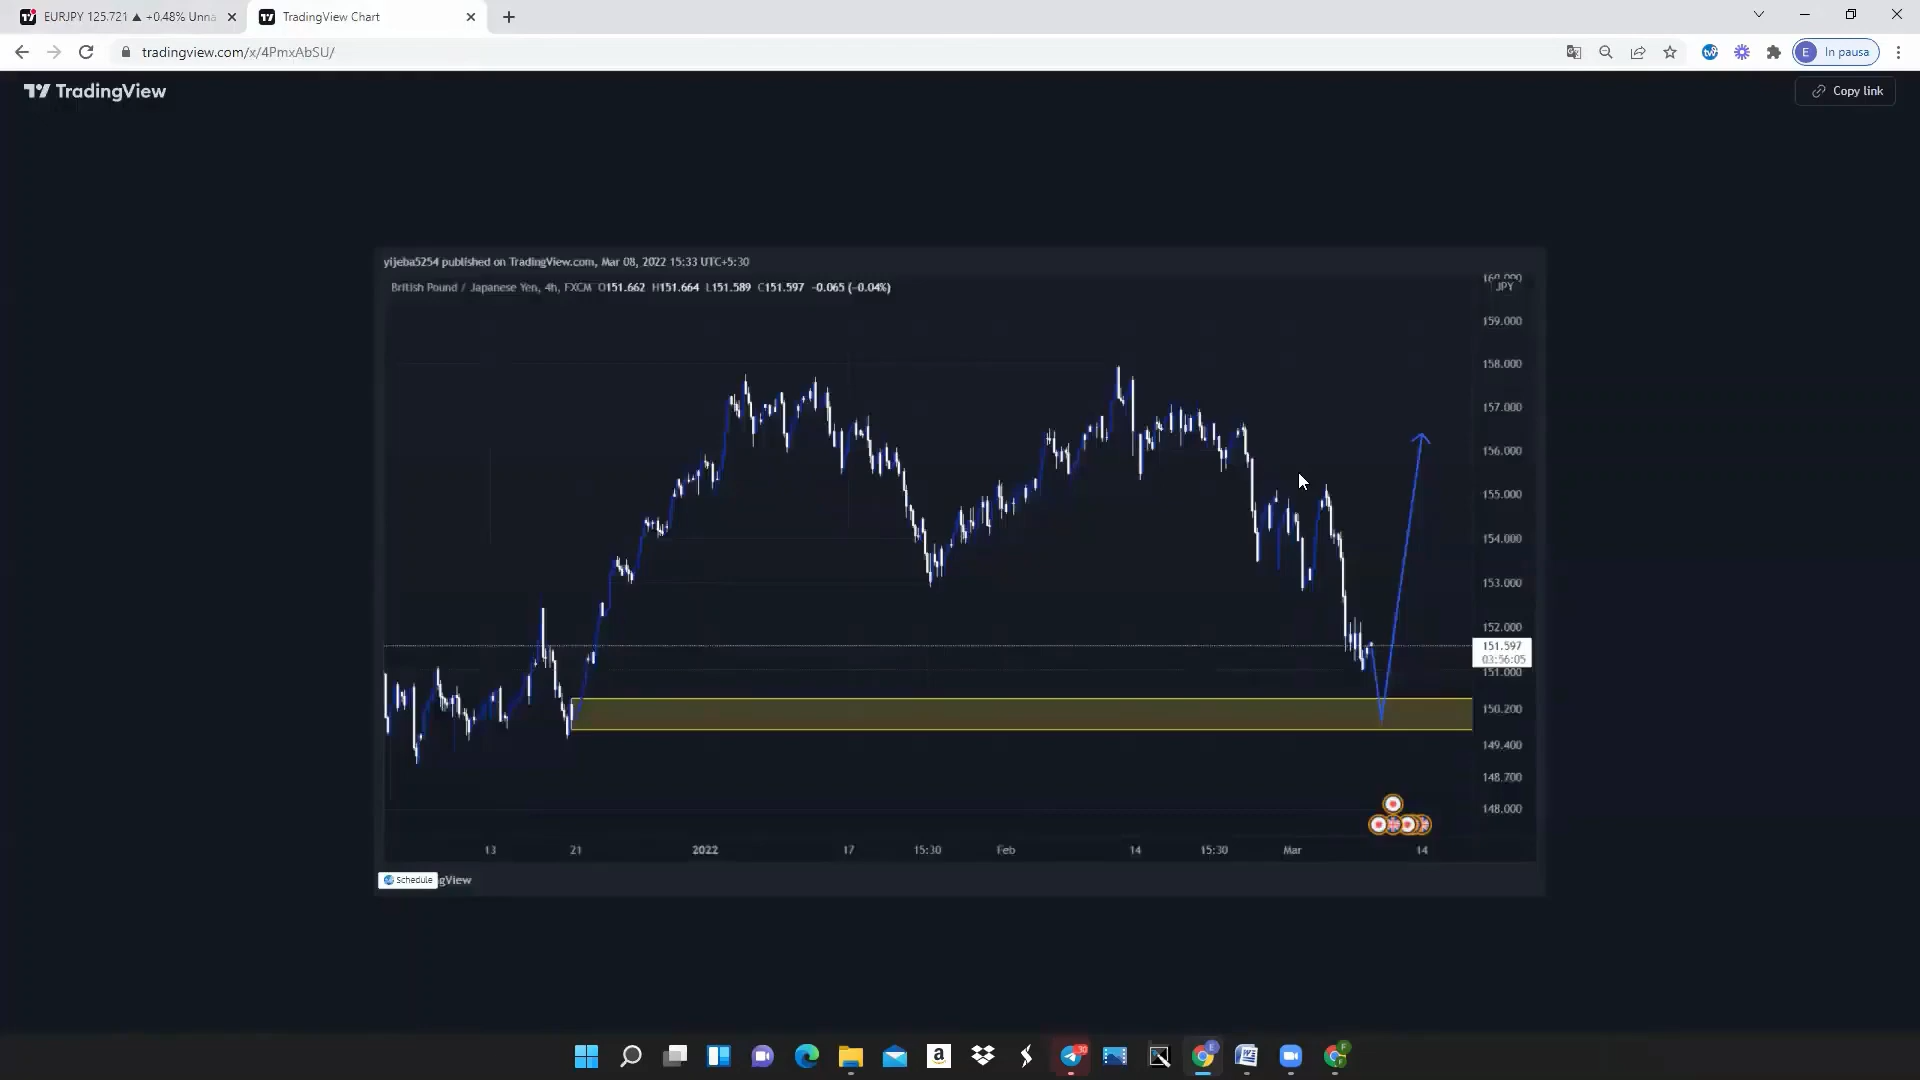 EURJPY 125.721 ▲ +0.48% Unna
TradingView Chart
tradingview.com/x/4PmxAbSU/
E In pausa
TradingView
Copy link
yijeba5254 published on TradingView.com, Mar 08, 2022 15:33 UTC+5:30
British Pound / Japanese Yen, 4h, FXCM O151.662 H151.664 L151.589 C151.597 -0.065 (-0.04%)
160.000
JPY
159.000
158.000
157.000
156.000
155.000
154.000
153.000
152.000
151.597
03:56:05
151.000
150.200
149.400
148.700
148.000
13 21 2022 17 15:30 Feb 14 15:30 Mar 14
Schedule
gView
30